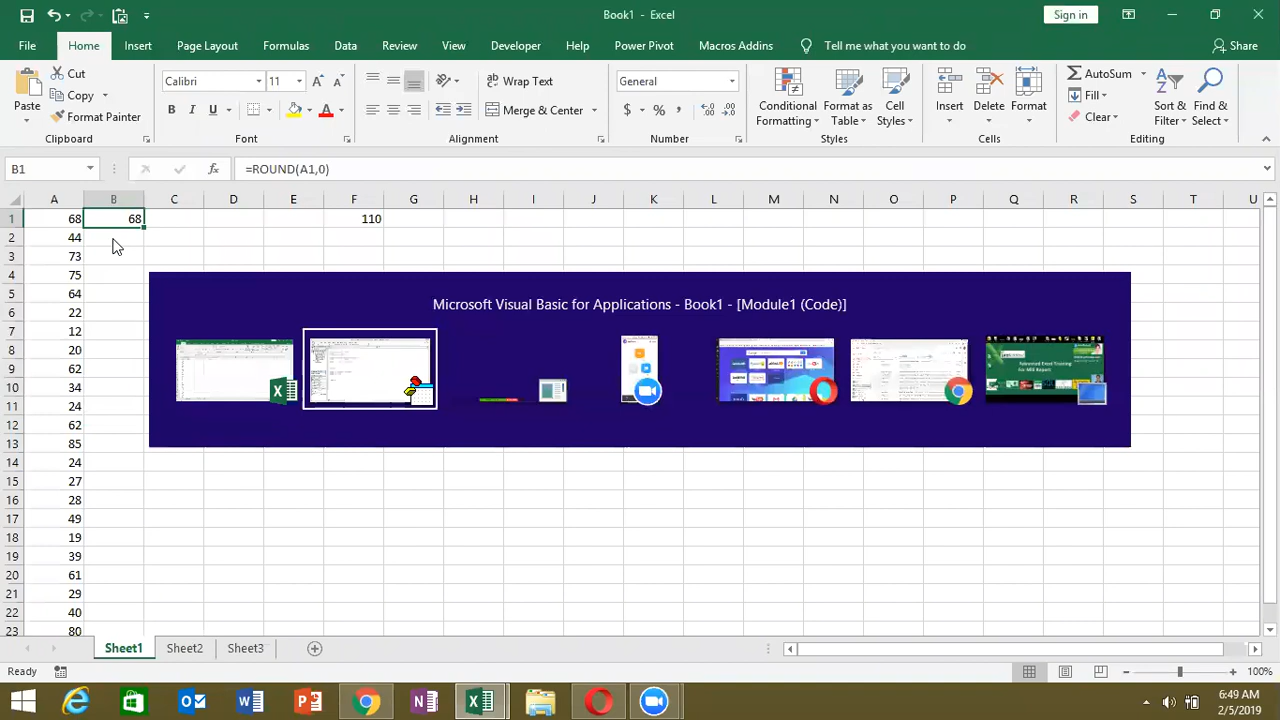 Book1 - Excel
Sign in
File Home Insert Page Layout Formulas Data Review View Developer Help Power Pivot Macros Addins Tell me what you want to do Share
Paste
Cut
Copy
Format Painter
Clipboard
Calibri 11
B I U
Font
Wrap Text
Merge & Center
Alignment
General
$ % ,
Number
Conditional Formatting
Format as Table
Cell Styles
Styles
Insert
Delete
Format
Cells
AutoSum
Fill
Clear
Sort & Filter
Find & Select
Editing
B1 fx =ROUND(A1,0)
A B C D E F G H I J K L M N O P Q R S T U
1 68 68 110
2 44
3 73
4 75
5 64
6 22
7 12
8 20
9 62
10 34
11 24
12 62
13 85
14 24
15 27
16 28
17 49
18 19
19 39
20 61
21 29
22 40
23 80
Microsoft Visual Basic for Applications - Book1 - [Module1 (Code)]
Advanced Excel Training
For MIS Report
Sheet1 Sheet2 Sheet3
Ready
100%
6:49 AM
2/5/2019